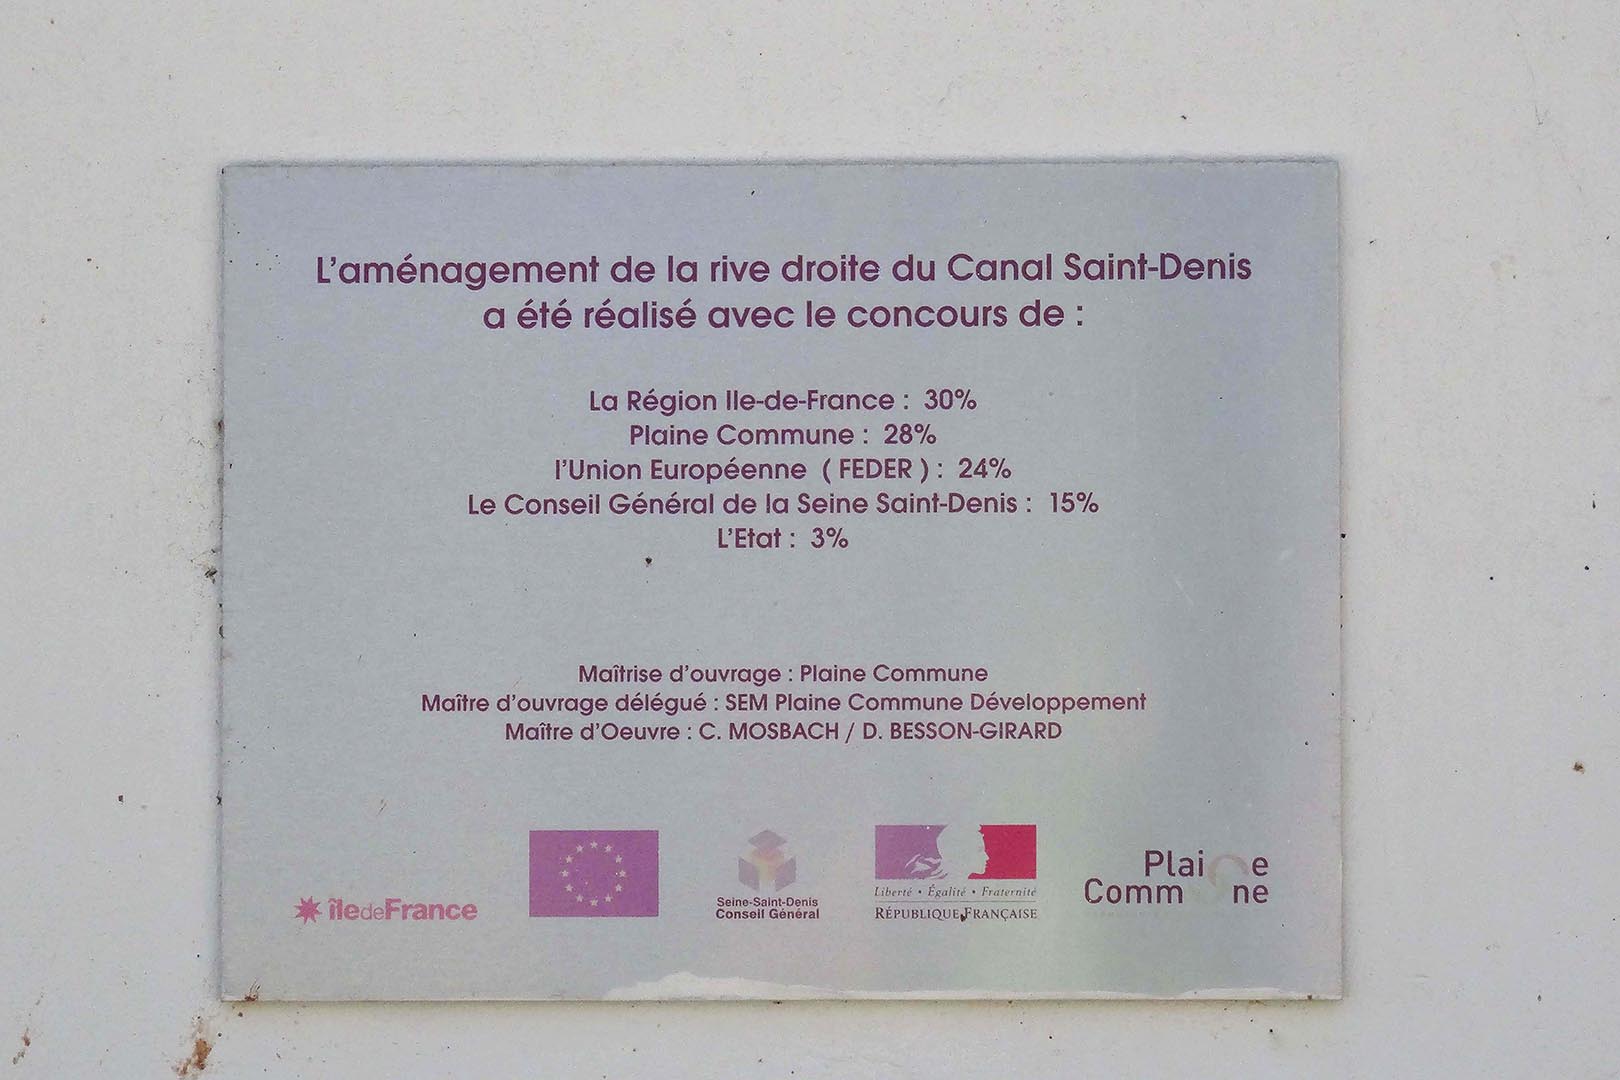 L'aménagement de la rive droite du Canal Saint-Denis
a été réalisé avec le concours de :
La Région Ile-de-France : 30%
Plaine Commune : 28%
l'Union Européenne ( FEDER ) : 24%
Le Conseil Général de la Seine Saint-Denis : 15%
L'Etat : 3%
Maîtrise d'ouvrage : Plaine Commune
Maître d'ouvrage délégué : SEM Plaine Commune Développement
Maître d'Oeuvre : C. MOSBACH / D. BESSON-GIRARD
îledeFrance
Seine-Saint-Denis
Conseil Général
Liberté • Égalité • Fraternité
RÉPUBLIQUE FRANÇAISE
Plaine
Commune